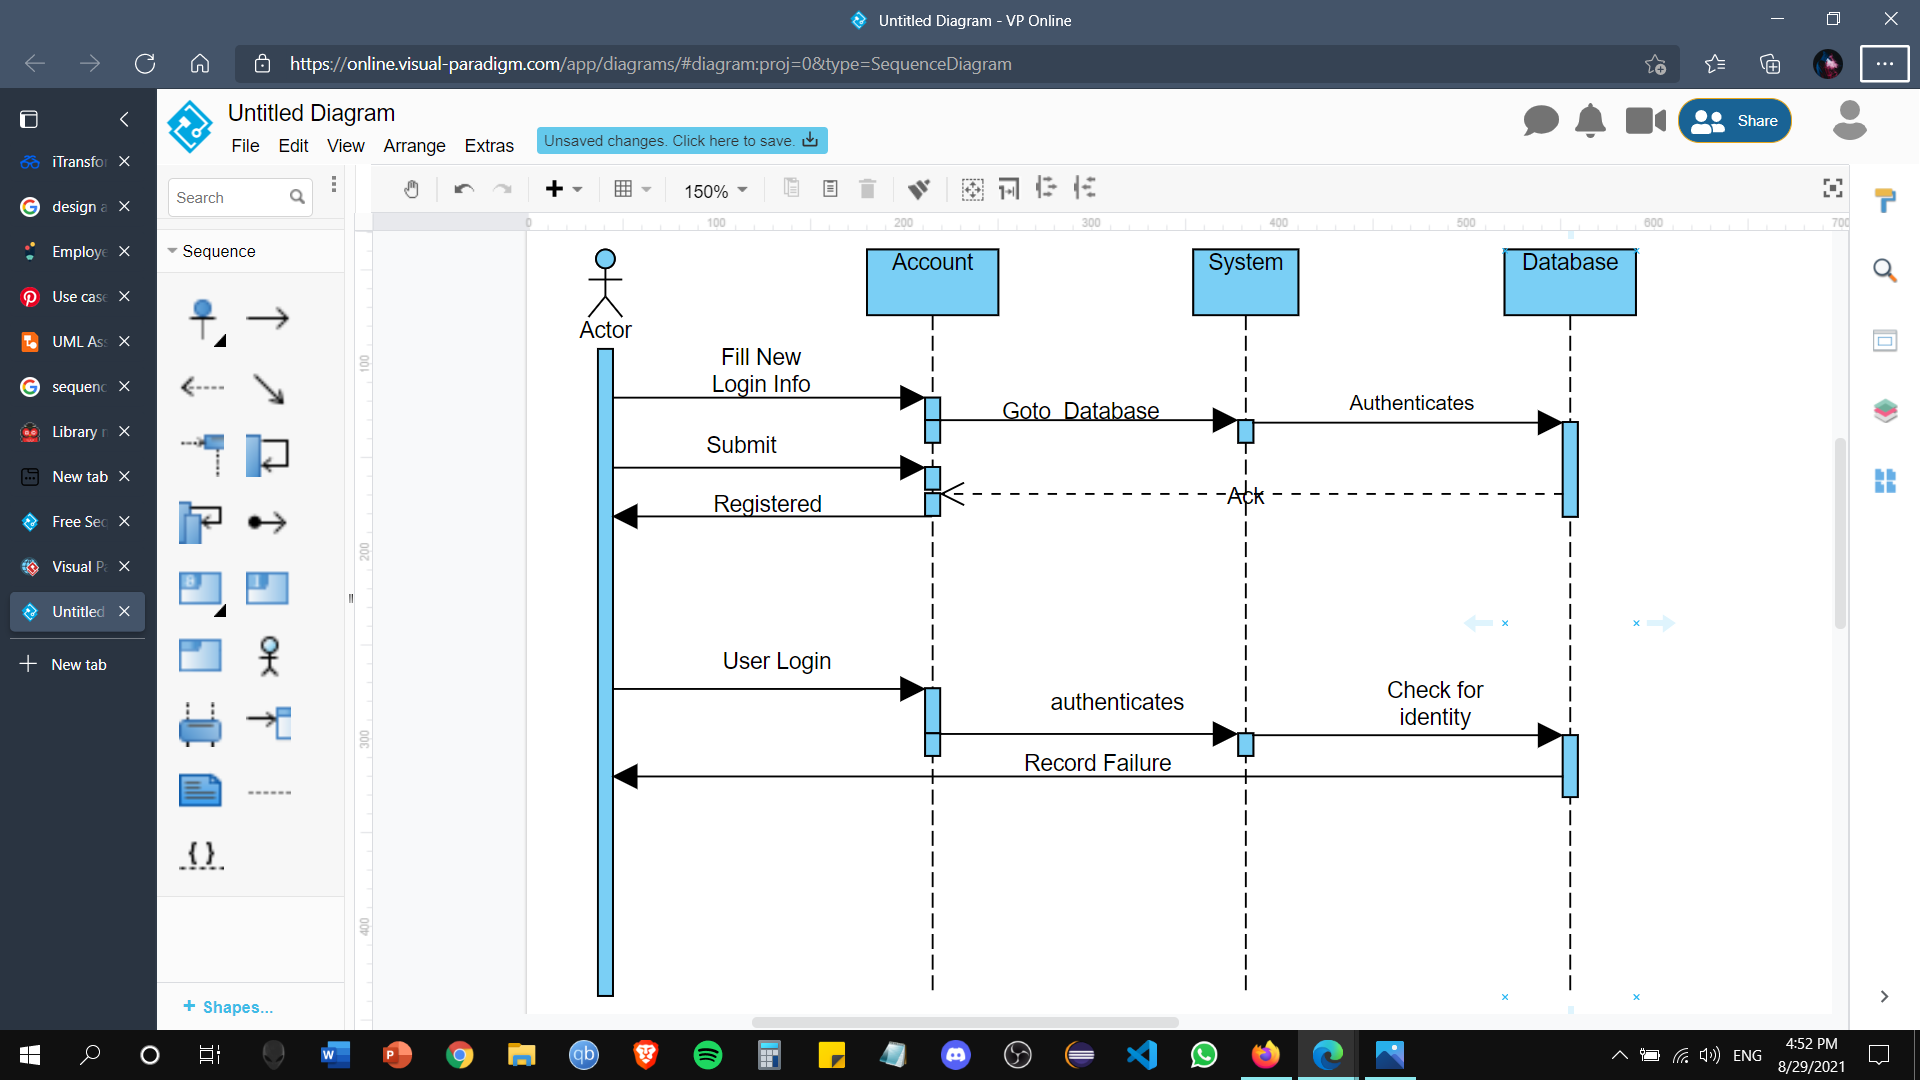 Untitled Diagram - VP Online
https://online.visual-paradigm.com/app/diagrams/#diagram:proj=0&type=SequenceDiagram
Untitled Diagram
File Edit View Arrange Extras
Unsaved changes. Click here to save.
Share
iTransfo
design a
Employe
Use case
UML As
sequenc
Library
New tab
Free Seq
Visual Pa
Untitled
New tab
Search
150%
Sequence
+ Shapes...
0 100 200 300 400 500 600 700
100
200
300
400
Actor
Account
System
Database
Fill New
Login Info
Goto Database
Authenticates
Submit
Ack
Registered
User Login
authenticates
Check for
identity
Record Failure
ENG
4:52 PM
8/29/2021